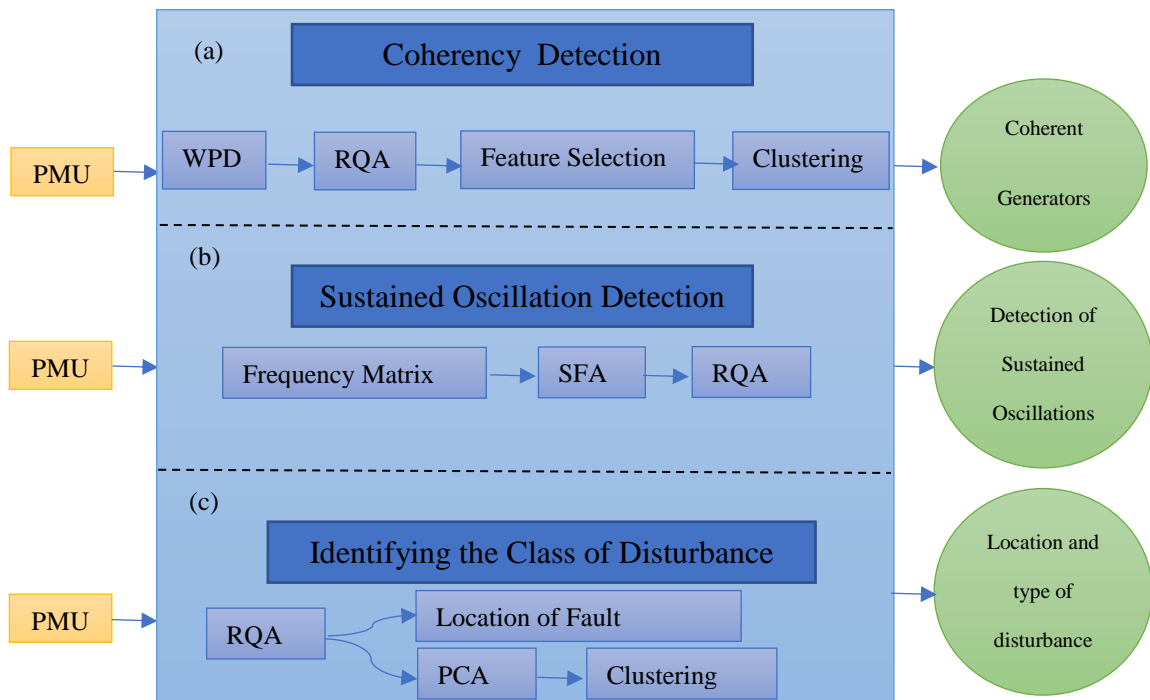 (a)
Coherency Detection
PMU
WPD
RQA
Feature Selection
Clustering
Coherent
Generators
(b)
Sustained Oscillation Detection
PMU
Frequency Matrix
SFA
RQA
Detection of
Sustained
Oscillations
(c)
Identifying the Class of Disturbance
PMU
RQA
Location of Fault
PCA
Clustering
Location and
type of
disturbance